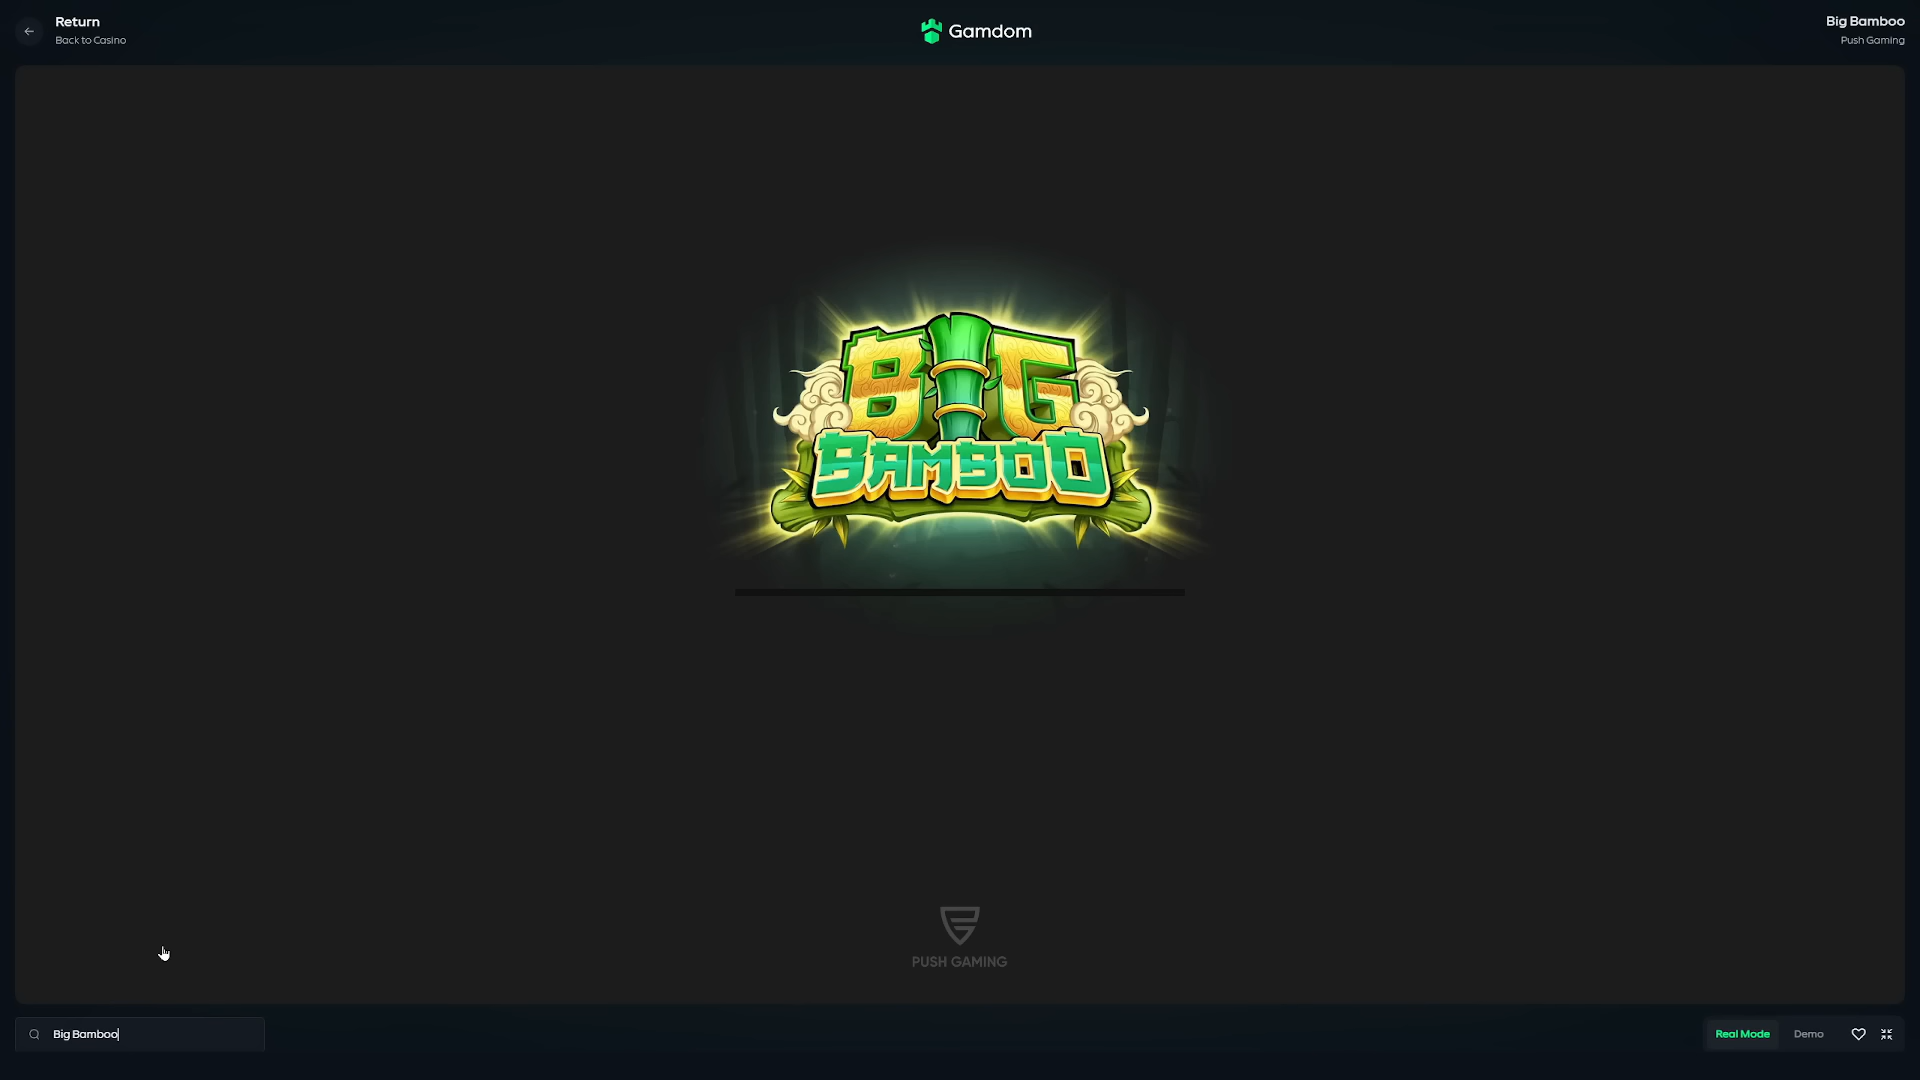 Return
Back to Casino
Gamdom
Big Bamboo
Push Gaming
BIG
BAMBOO
PUSH GAMING
Big Bamboo
Real Mode
Demo